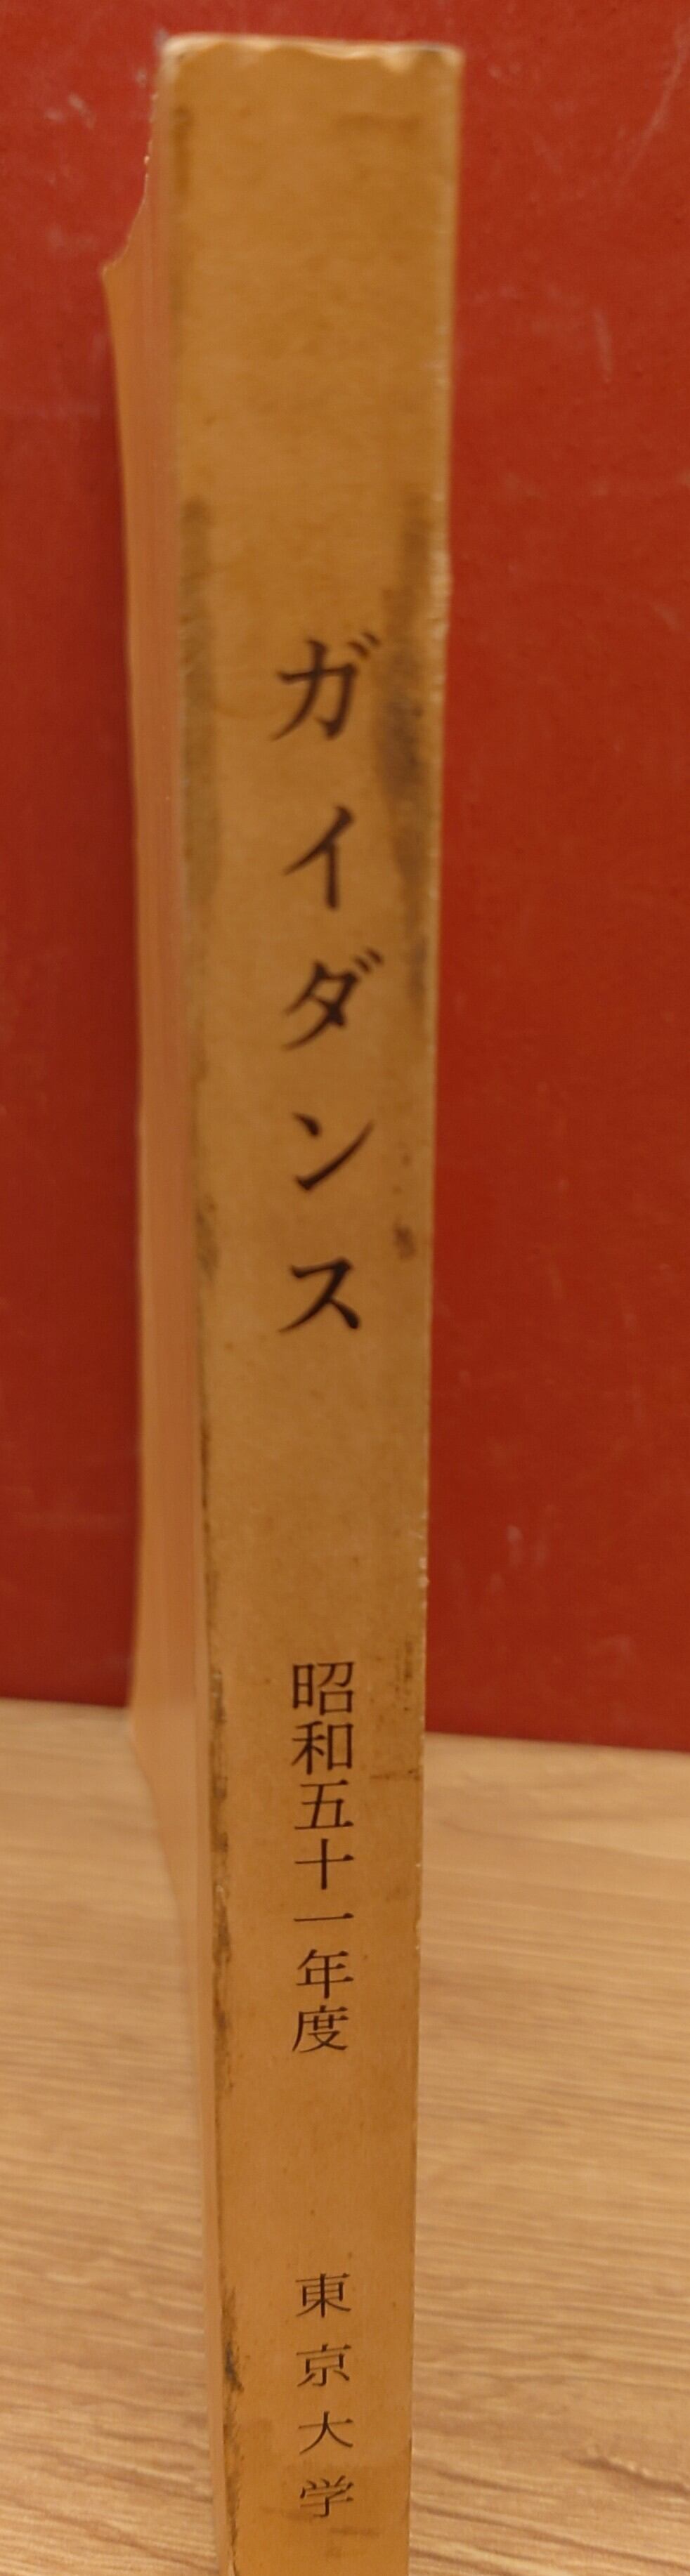 ガイダンス
昭和五十一年度
東京大学